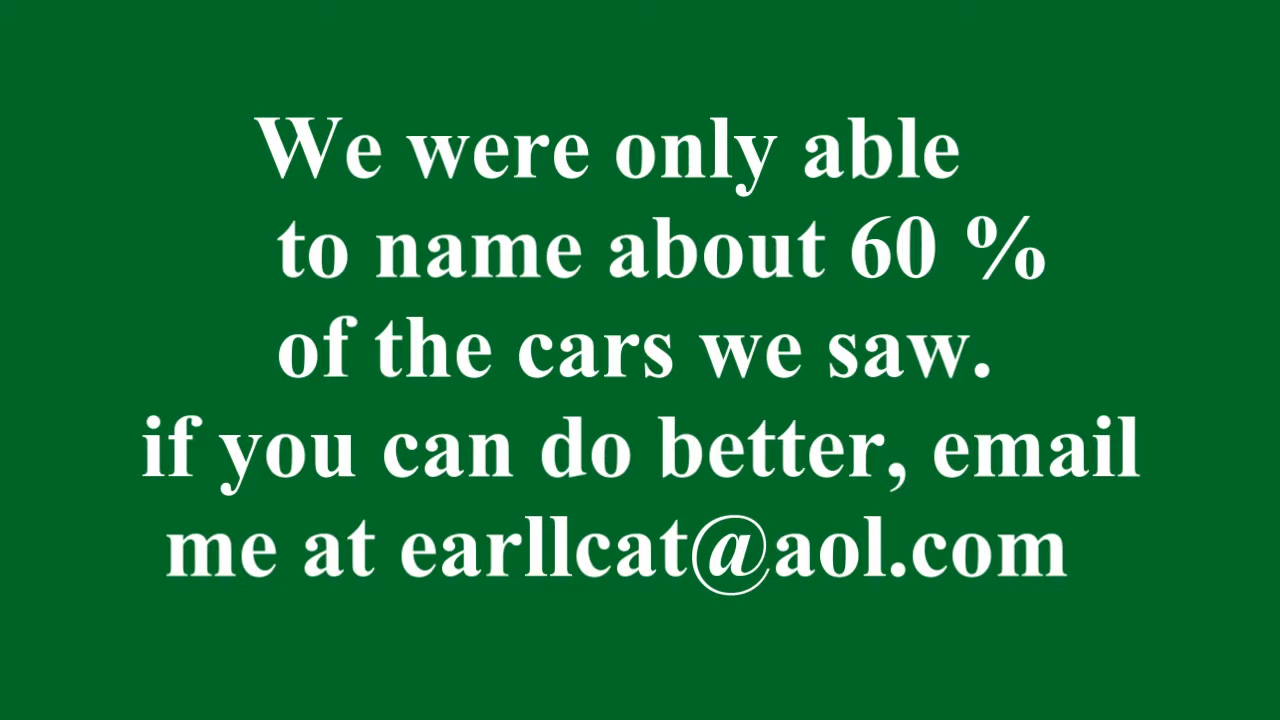 We were only able
to name about 60 %
of the cars we saw.
if you can do better, email
me at earllcat@aol.com